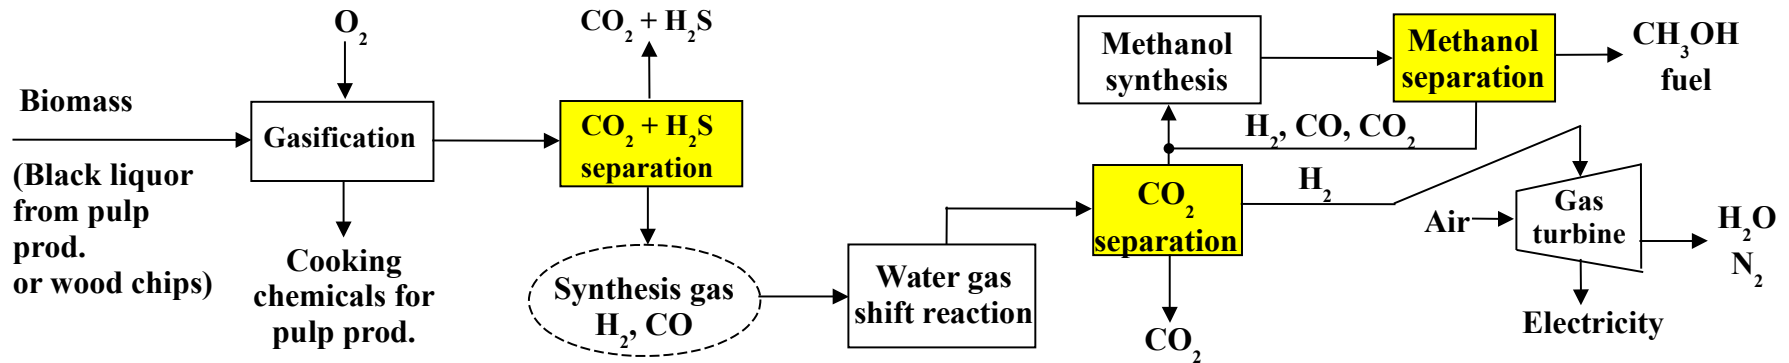 Biomass
(Black liquor
from pulp
prod.
or wood chips)
O₂
Gasification
Cooking
chemicals for
pulp prod.
CO₂ + H₂S
CO₂ + H₂S
separation
Synthesis gas
H₂, CO
Water gas
shift reaction
CO₂
separation
CO₂
Methanol
synthesis
H₂, CO, CO₂
Methanol
separation
CH₃OH
fuel
H₂
Air
Gas
turbine
H₂O
N₂
Electricity